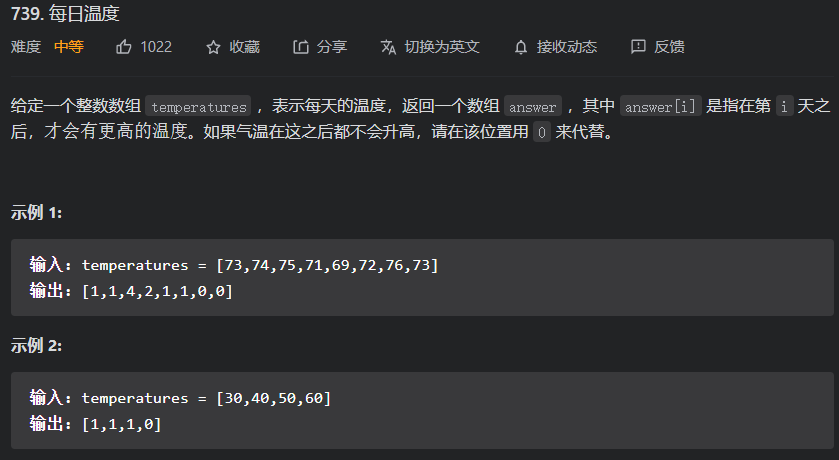 739. 每日温度
难度 中等 1022 收藏 分享 切换为英文 接收动态 反馈
给定一个整数数组 temperatures ，表示每天的温度，返回一个数组 answer ，其中 answer[i] 是指在第 i 天之
后，才会有更高的温度。如果气温在这之后都不会升高，请在该位置用 0 来代替。
示例 1:
输入：temperatures = [73,74,75,71,69,72,76,73]
输出：[1,1,4,2,1,1,0,0]
示例 2:
输入：temperatures = [30,40,50,60]
输出：[1,1,1,0]